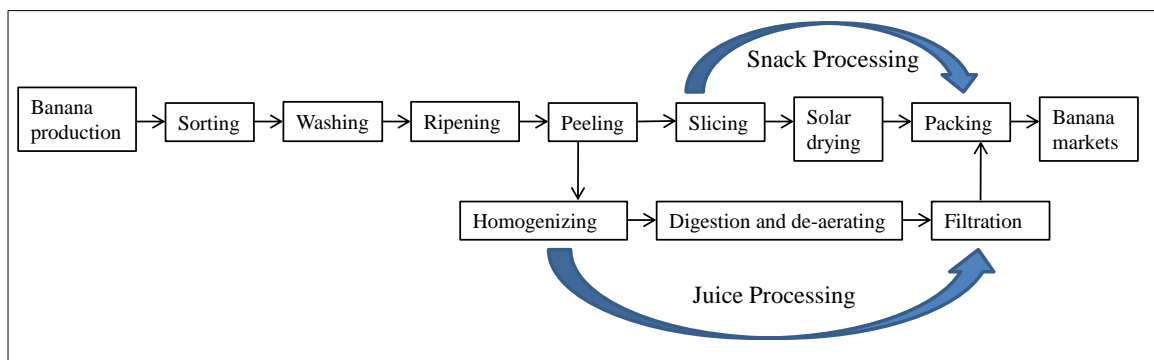 Snack Processing
Banana
production
Sorting
Washing
Ripening
Peeling
Slicing
Solar
drying
Packing
Banana
markets
Homogenizing
Digestion and de-aerating
Filtration
Juice Processing